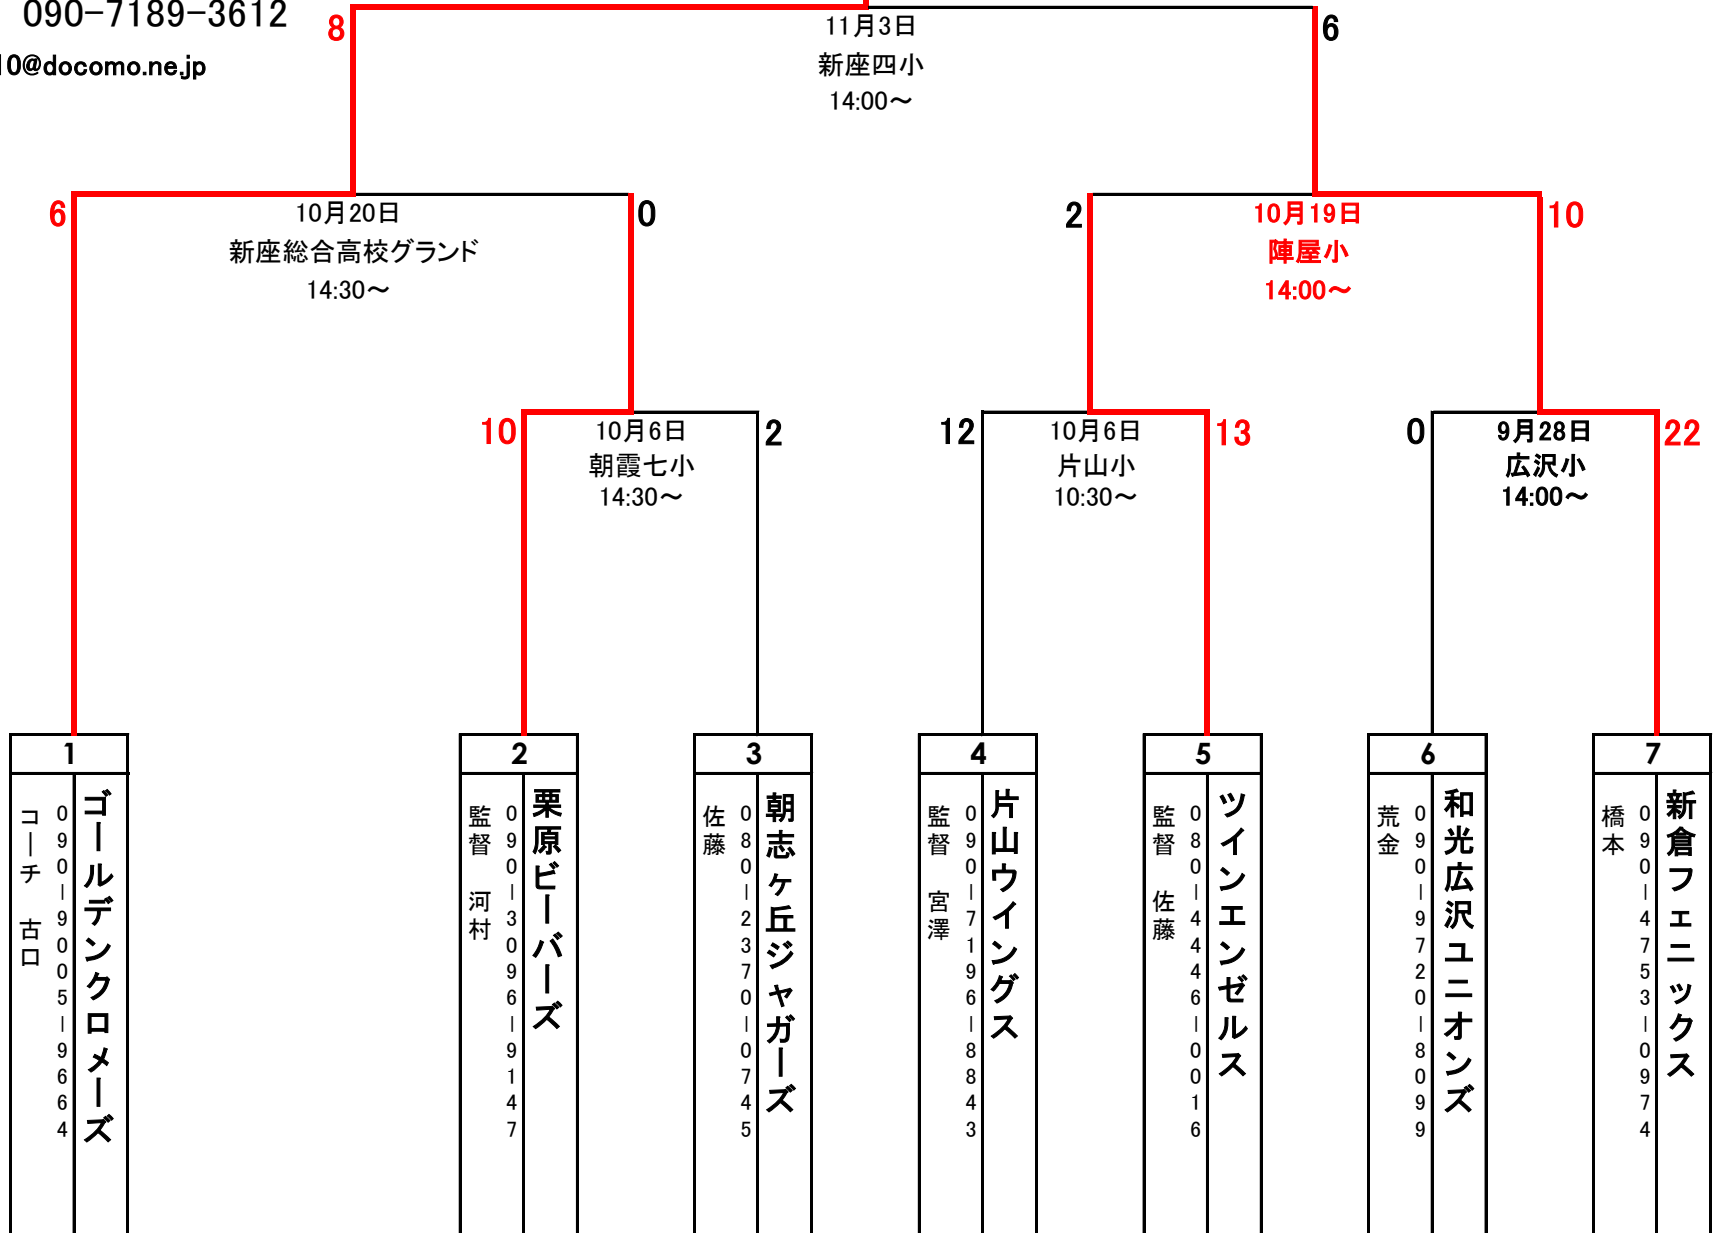 090-7189-3612
10@docomo.ne.jp
8
11月3日
新座四小
14:00～
6
6
10月20日
新座総合高校グランド
14:30～
0
2
10月19日
陣屋小
14:00～
10
10
10月6日
朝霞七小
14:30～
2
12
10月6日
片山小
10:30～
13
0
9月28日
広沢小
14:00～
22
1
ゴールデンクロメーズ
090-9005-9664
コーチ 古口
2
栗原ビーバーズ
090-3096-9147
監督 河村
3
朝志ヶ丘ジャガーズ
080-2370-0745
佐藤
4
片山ウイングス
090-7196-8843
監督 宮澤
5
ツインエンゼルス
080-4446-0016
監督 佐藤
6
和光広沢ユニオンズ
090-9720-8099
荒金
7
新倉フェニックス
090-4753-0974
橋本